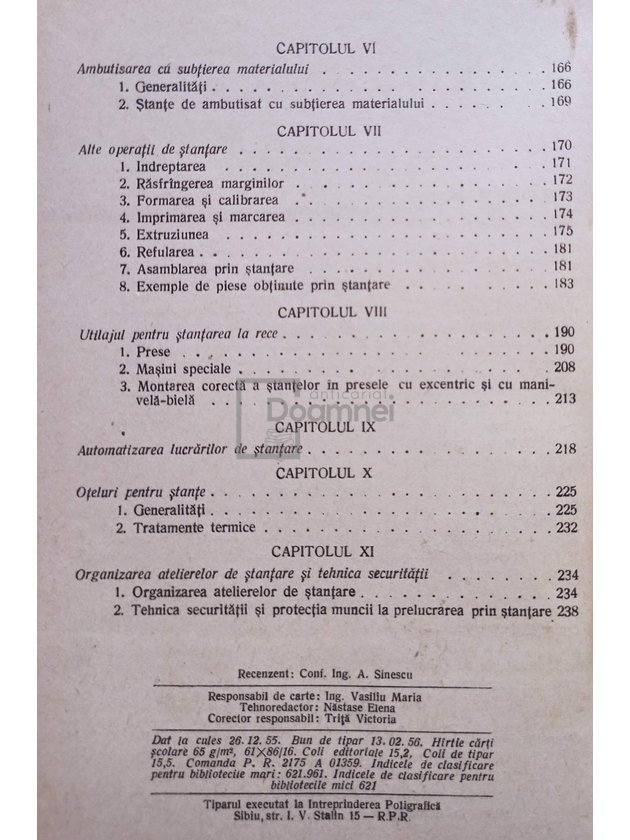 CAPITOLUL VI
Ambutisarea cu subțierea materialului . . . . . . . . . . . . . . . 166
1. Generalități . . . . . . . . . . . . . . . . . . . . . . 166
2. Ștanțe de ambutisat cu subțierea materialului . . . . . . . 169
CAPITOLUL VII
Alte operații de ștanțare . . . . . . . . . . . . . . . . . . . . 170
1. Indreptarea . . . . . . . . . . . . . . . . . . . . . 171
2. Răsfrîngerea marginilor . . . . . . . . . . . . . . . . 172
3. Formarea și calibrarea . . . . . . . . . . . . . . . . 173
4. Imprimarea și marcarea . . . . . . . . . . . . . . . . 174
5. Extruziunea . . . . . . . . . . . . . . . . . . . . . 175
6. Refularea . . . . . . . . . . . . . . . . . . . . . . 181
7. Asamblarea prin ștanțare . . . . . . . . . . . . . . . 181
8. Exemple de piese obținute prin ștanțare . . . . . . . . . 183
CAPITOLUL VIII
Utilajul pentru ștanțarea la rece . . . . . . . . . . . . . . . . . 190
1. Prese . . . . . . . . . . . . . . . . . . . . . . . . 190
2. Mașini speciale . . . . . . . . . . . . . . . . . . . . 208
3. Montarea corectă a ștanțelor în presele cu excentric și cu mani-
velă-bielă . . . . . . . . . . . . . . . . . . . . . . 213
anticariat
Doamnei
CAPITOLUL IX
Automatizarea lucrărilor de ștanțare . . . . . . . . . . . . . . . . 218
CAPITOLUL X
Oțeluri pentru ștanțe . . . . . . . . . . . . . . . . . . . . . . 225
1. Generalități . . . . . . . . . . . . . . . . . . . . . . 225
2. Tratamente termice . . . . . . . . . . . . . . . . . . 232
CAPITOLUL XI
Organizarea atelierelor de ștanțare și tehnica securității . . . . . . . 234
1. Organizarea atelierelor de ștanțare . . . . . . . . . . . . 234
2. Tehnica securității și protecția muncii la prelucrarea prin ștanțare 238
Recenzent: Conf. Ing. A. Sinescu
Responsabil de carte: Ing. Vasiliu Maria
Tehnoredactor: Năstase Elena
Corector responsabil: Triță Victoria
Dat la cules 26.12.55. Bun de tipar 13.02.56. Hîrtie cărți
școlare 65 g/m², 61×86/16. Coli editoriale 15,2, Coli de tipar
15,5. Comanda P. R. 2175 A 01359. Indicele de clasificare
pentru bibliotecile mari: 621.961. Indicele de clasificare pentru
bibliotecile mici 621
Tiparul executat la Intreprinderea Poligrafică
Sibiu, str. I. V. Stalin 15 — R.P.R.